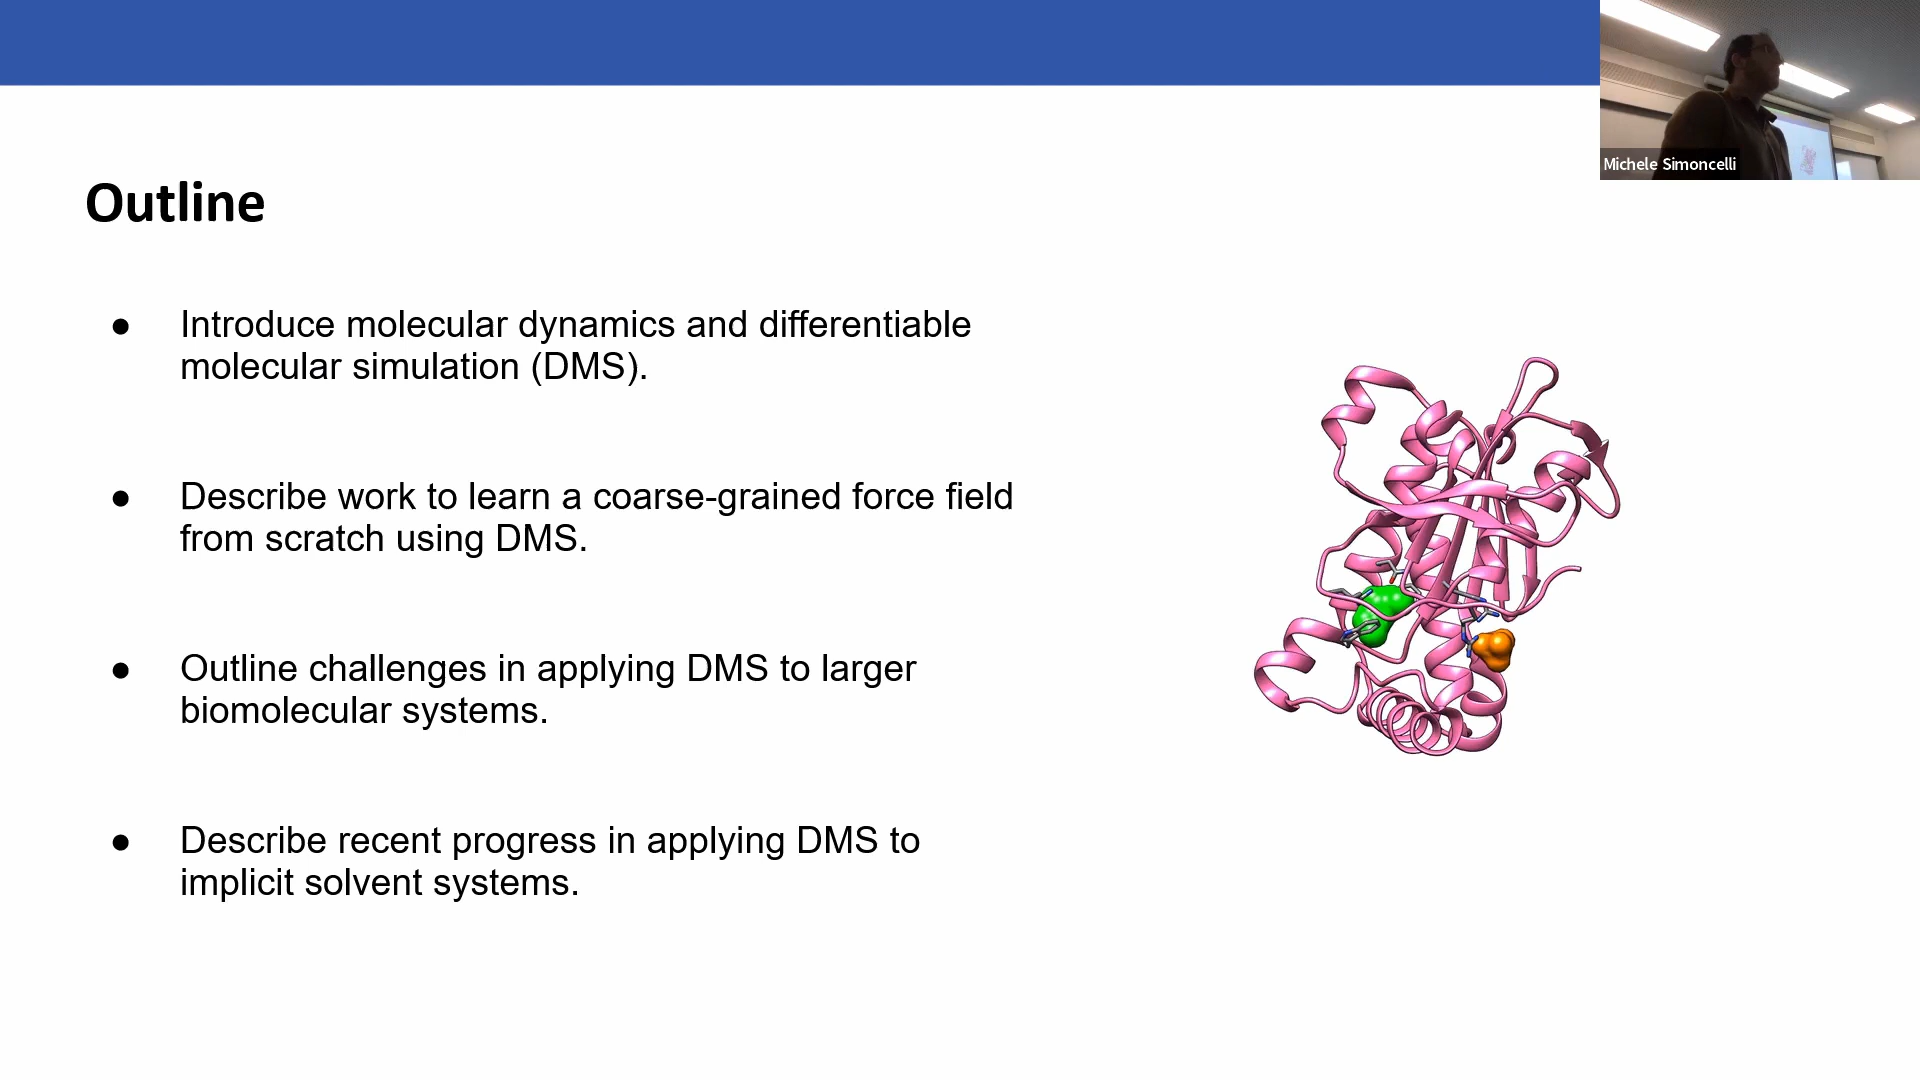 Michele Simoncelli
Outline
● Introduce molecular dynamics and differentiable
molecular simulation (DMS).
● Describe work to learn a coarse-grained force field
from scratch using DMS.
● Outline challenges in applying DMS to larger
biomolecular systems.
● Describe recent progress in applying DMS to
implicit solvent systems.